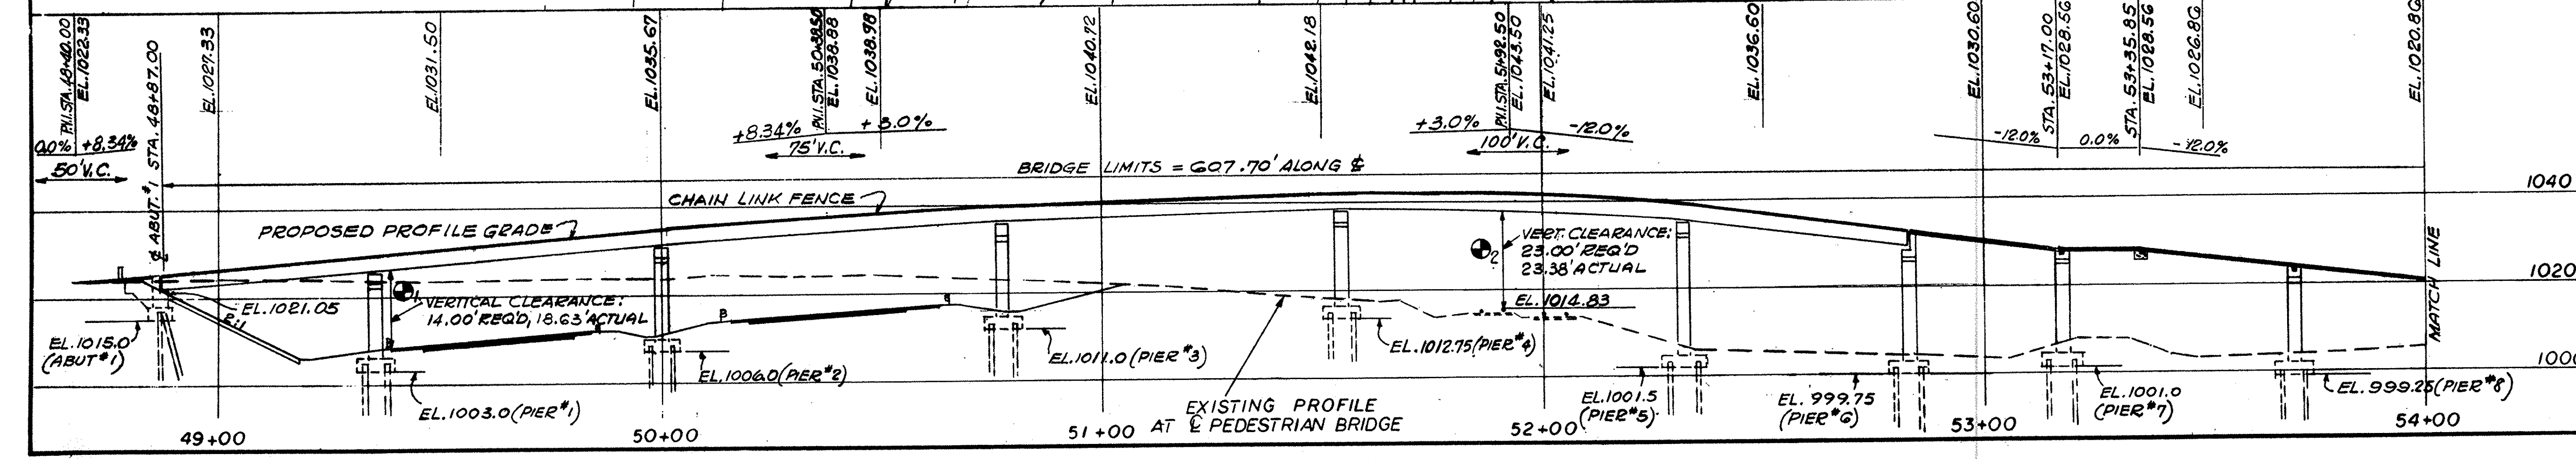 P.V.I. STA. 48+40.00
EL. 1022.33
0.0% +8.34%
50' V.C.
℄ ABUT. #1 STA. 48+87.00
EL. 1027.33
EL. 1031.50
EL. 1035.67
P.V.I. STA. 50+38.50
EL. 1038.88
EL. 1038.98
+8.34% +3.0%
75' V.C.
EL. 1040.72
EL. 1042.18
P.V.I. STA. 51+92.50
EL. 1043.50
EL. 1041.25
+3.0% -12.0%
100' V.C.
EL. 1036.60
EL. 1030.60
STA. 53+17.00
EL. 1028.56
STA. 53+35.85
EL. 1028.56
EL. 1026.80
-12.0% 0.0% -12.0%
EL. 1020.80
BRIDGE LIMITS = 607.70' ALONG ℄
CHAIN LINK FENCE
PROPOSED PROFILE GRADE
1040
1020
1000
MATCH LINE
EL. 1021.05
2:1
1
VERTICAL CLEARANCE:
14.00' REQ'D, 18.63' ACTUAL
2
VERT. CLEARANCE:
23.00' REQ'D
23.38' ACTUAL
EL. 1014.83
EL. 1015.0
(ABUT #1)
EL. 1003.0 (PIER #1)
EL. 1006.0 (PIER #2)
EL. 1011.0 (PIER #3)
EL. 1012.75 (PIER #4)
EL. 1001.5
(PIER #5)
EL. 999.75
(PIER #6)
EL. 1001.0
(PIER #7)
EL. 999.25 (PIER #8)
EXISTING PROFILE
AT ℄ PEDESTRIAN BRIDGE
49+00
50+00
51+00
52+00
53+00
54+00